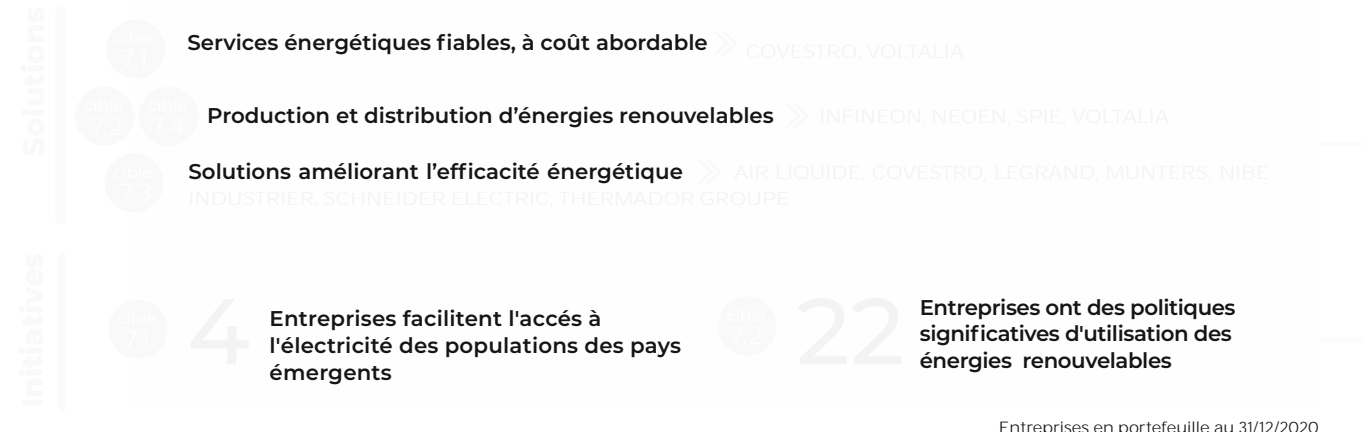 Solutions
cible
7.1
Services énergétiques fiables, à coût abordable » COVESTRO, VOLTALIA
cible
7.2
cible
7.4
Production et distribution d’énergies renouvelables » INFINEON, NEOEN, SPIE, VOLTALIA
cible
7.3
Solutions améliorant l’efficacité énergétique » AIR LIQUIDE, COVESTRO, LEGRAND, MUNTERS, NIBE
INDUSTRIER, SCHNEIDER ELECTRIC, THERMADOR GROUPE
Initiatives
cible
7.1
4
Entreprises facilitent l'accés à
l'électricité des populations des pays
émergents
cible
7.2
22
Entreprises ont des politiques
significatives d'utilisation des
énergies renouvelables
Entreprises en portefeuille au 31/12/2020